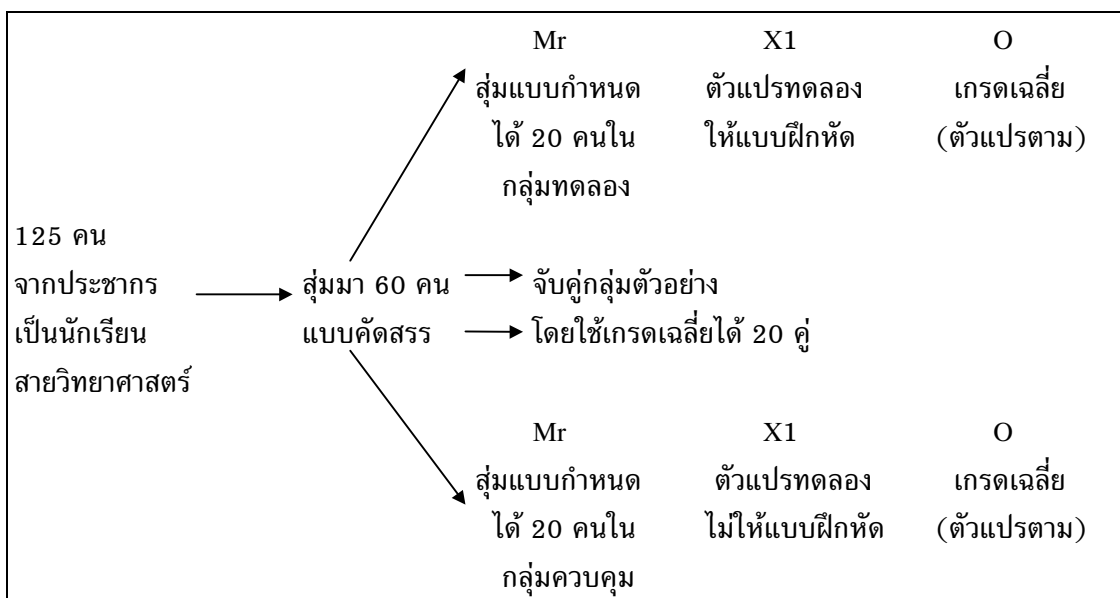 Mr X1 O
สุ่มแบบกำหนด ตัวแปรทดลอง เกรดเฉลี่ย
ได้ 20 คนใน ให้แบบฝึกหัด (ตัวแปรตาม)
กลุ่มทดลอง
125 คน
จากประชากร สุ่มมา 60 คน จับคู่กลุ่มตัวอย่าง
เป็นนักเรียน แบบคัดสรร โดยใช้เกรดเฉลี่ยได้ 20 คู่
สายวิทยาศาสตร์
Mr X1 O
สุ่มแบบกำหนด ตัวแปรทดลอง เกรดเฉลี่ย
ได้ 20 คนใน ไม่ให้แบบฝึกหัด (ตัวแปรตาม)
กลุ่มควบคุม